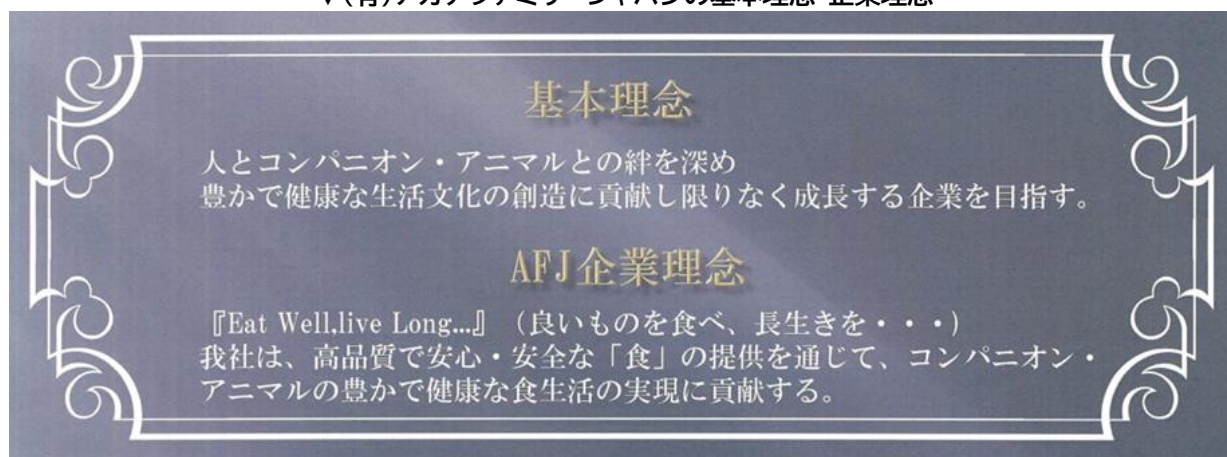 基本理念
人とコンパニオン・アニマルとの絆を深め
豊かで健康な生活文化の創造に貢献し限りなく成長する企業を目指す。
AFJ企業理念
『Eat Well,live Long...』（良いものを食べ、長生きを・・・）
我社は、高品質で安心・安全な「食」の提供を通じて、コンパニオン・
アニマルの豊かで健康な食生活の実現に貢献する。